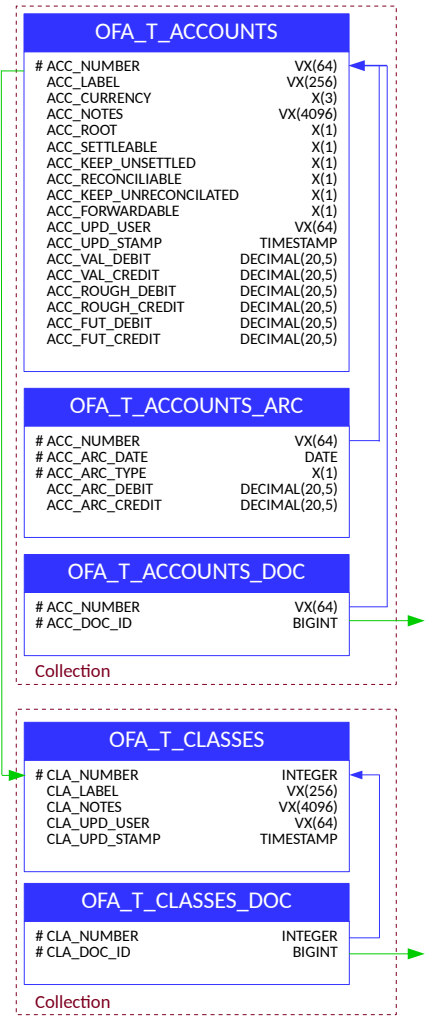 OFA_T_ACCOUNTS
# ACC_NUMBER VX(64)
ACC_LABEL VX(256)
ACC_CURRENCY X(3)
ACC_NOTES VX(4096)
ACC_ROOT X(1)
ACC_SETTLEABLE X(1)
ACC_KEEP_UNSETTLED X(1)
ACC_RECONCILIABLE X(1)
ACC_KEEP_UNRECONCILATED X(1)
ACC_FORWARDABLE X(1)
ACC_UPD_USER VX(64)
ACC_UPD_STAMP TIMESTAMP
ACC_VAL_DEBIT DECIMAL(20,5)
ACC_VAL_CREDIT DECIMAL(20,5)
ACC_ROUGH_DEBIT DECIMAL(20,5)
ACC_ROUGH_CREDIT DECIMAL(20,5)
ACC_FUT_DEBIT DECIMAL(20,5)
ACC_FUT_CREDIT DECIMAL(20,5)
OFA_T_ACCOUNTS_ARC
# ACC_NUMBER VX(64)
# ACC_ARC_DATE DATE
# ACC_ARC_TYPE X(1)
ACC_ARC_DEBIT DECIMAL(20,5)
ACC_ARC_CREDIT DECIMAL(20,5)
OFA_T_ACCOUNTS_DOC
# ACC_NUMBER VX(64)
# ACC_DOC_ID BIGINT
Collection
OFA_T_CLASSES
# CLA_NUMBER INTEGER
CLA_LABEL VX(256)
CLA_NOTES VX(4096)
CLA_UPD_USER VX(64)
CLA_UPD_STAMP TIMESTAMP
OFA_T_CLASSES_DOC
# CLA_NUMBER INTEGER
# CLA_DOC_ID BIGINT
Collection